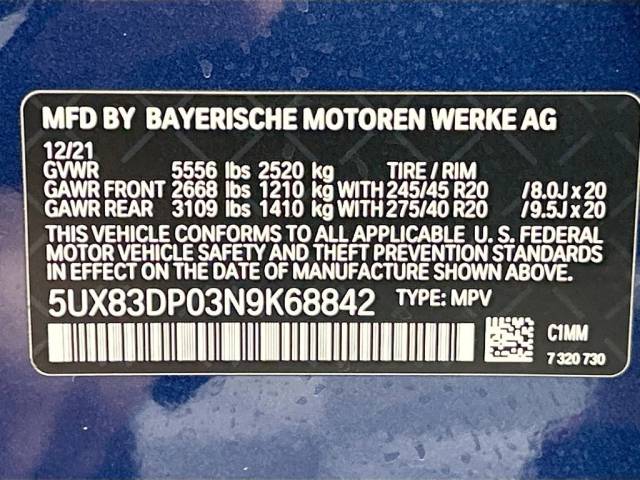 MFD BY BAYERISCHE MOTOREN WERKE AG
12/21
GVWR 5556 lbs 2520 kg TIRE / RIM
GAWR FRONT 2668 lbs 1210 kg WITH 245/45 R20 /8.0J x 20
GAWR REAR 3109 lbs 1410 kg WITH 275/40 R20 /9.5J x 20
THIS VEHICLE CONFORMS TO ALL APPLICABLE U. S. FEDERAL
MOTOR VEHICLE SAFETY AND THEFT PREVENTION STANDARDS
IN EFFECT ON THE DATE OF MANUFACTURE SHOWN ABOVE.
5UX83DP03N9K68842 TYPE: MPV
C1MM
7 320 730